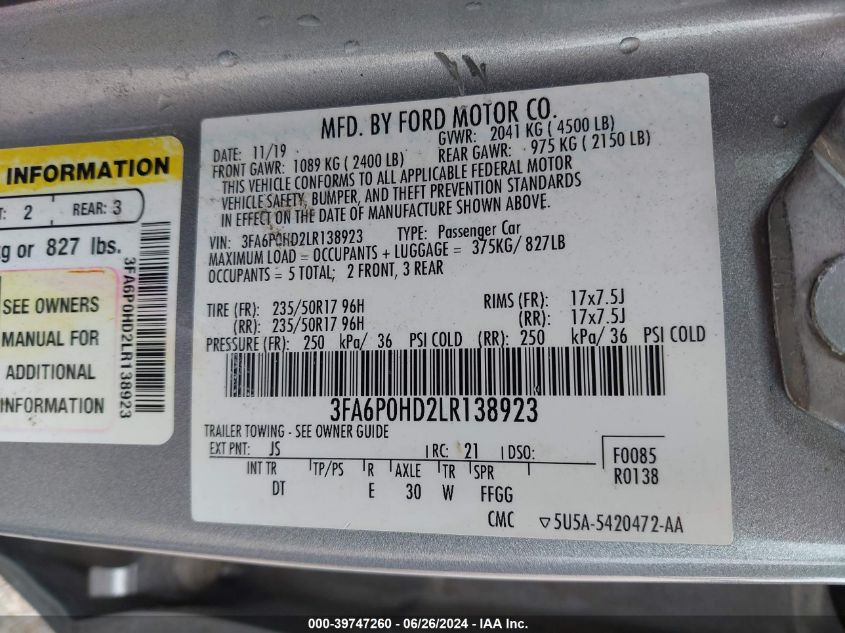 INFORMATION
T: 2 REAR: 3
kg or 827 lbs.
SEE OWNERS
MANUAL FOR
ADDITIONAL
INFORMATION
3FA6P0HD2LR138923
MFD. BY FORD MOTOR CO.
DATE: 11/19 GVWR: 2041 KG ( 4500 LB)
FRONT GAWR: 1089 KG ( 2400 LB) REAR GAWR: 975 KG ( 2150 LB)
THIS VEHICLE CONFORMS TO ALL APPLICABLE FEDERAL MOTOR
VEHICLE SAFETY, BUMPER, AND THEFT PREVENTION STANDARDS
IN EFFECT ON THE DATE OF MANUFACTURE SHOWN ABOVE.
VIN: 3FA6P0HD2LR138923 TYPE: Passenger Car
MAXIMUM LOAD = OCCUPANTS + LUGGAGE = 375KG/ 827LB
OCCUPANTS = 5 TOTAL; 2 FRONT, 3 REAR
TIRE (FR): 235/50R17 96H RIMS (FR): 17x7.5J
(RR): 235/50R17 96H (RR): 17x7.5J
PRESSURE (FR): 250 kPa/ 36 PSI COLD (RR): 250 kPa/ 36 PSI COLD
3FA6P0HD2LR138923
TRAILER TOWING - SEE OWNER GUIDE
EXT PNT: JS RC: 21 DSO: F0085
INT TR TP/PS R AXLE TR SPR R0138
DT E 30 W FFGG
CMC 5U5A-5420472-AA
000-39747260 - 06/26/2024 - IAA Inc.